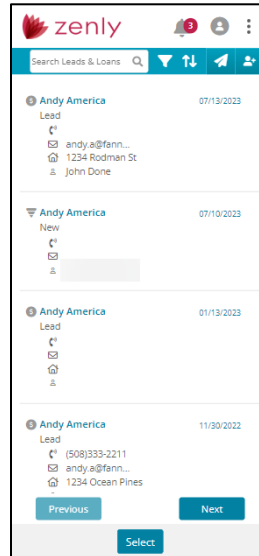 zenly
3
Search Leads & Loans
Andy America 07/13/2023
Lead
andy.a@fann...
1234 Rodman St
John Done
Andy America 07/10/2023
New
Andy America 01/13/2023
Lead
Andy America 11/30/2022
Lead
(508)333-2211
andy.a@fann...
1234 Ocean Pines
Previous Next
Select